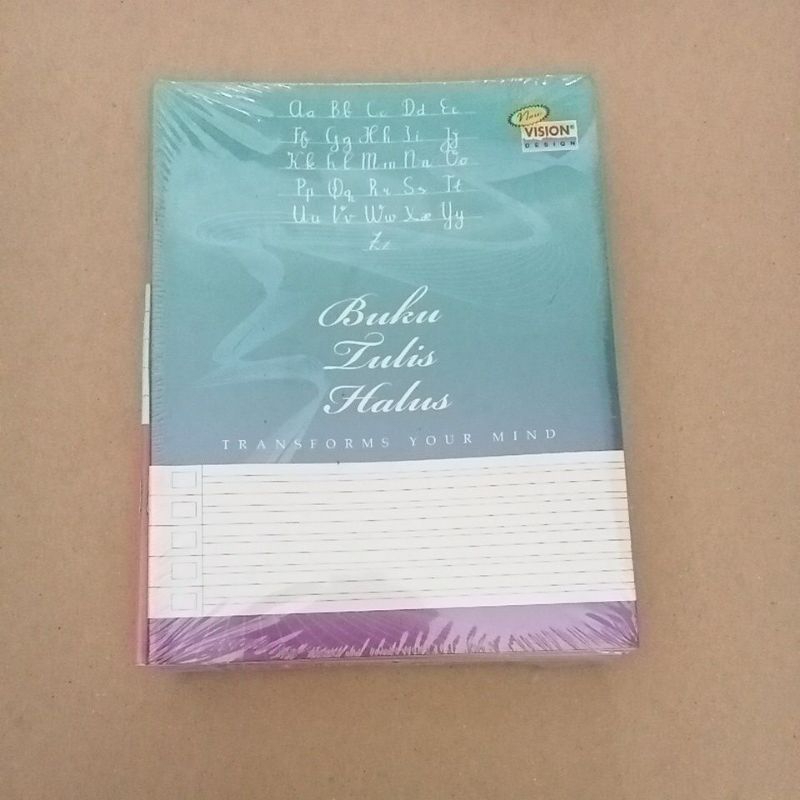 Aa Bb Cc Dd Ee
Ff Gg Hh Ii Jj
Kk Ll Mm Nn Oo
Pp Qq Rr Ss Tt
Uu Vv Ww Xx Yy
Zz
New
VISION®
DESIGN
Buku
Tulis
Halus
TRANSFORMS YOUR MIND